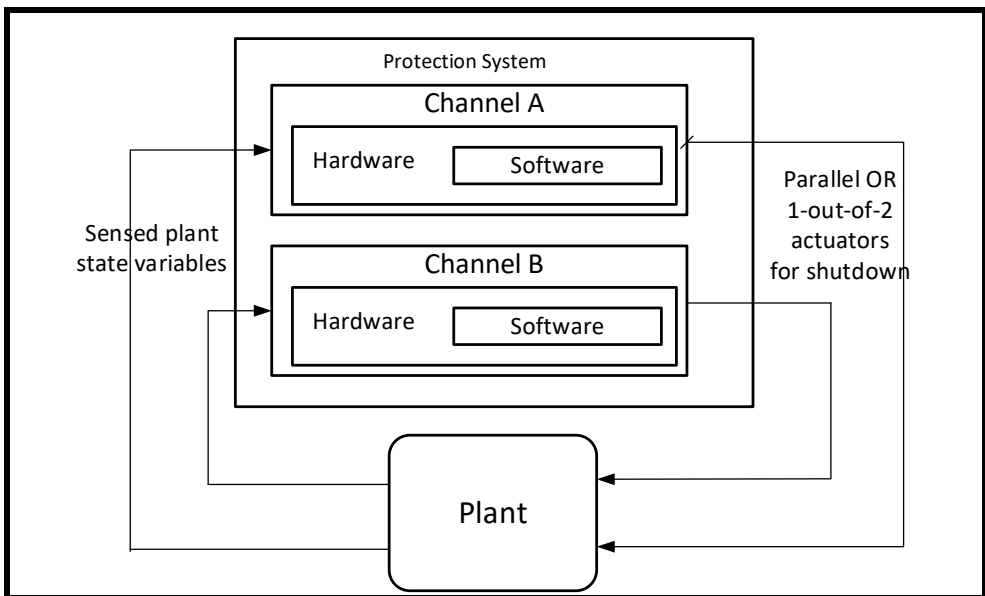 Protection System
Channel A
Hardware
Software
Sensed plant
state variables
Channel B
Hardware
Software
Parallel OR
1-out-of-2
actuators
for shutdown
Plant